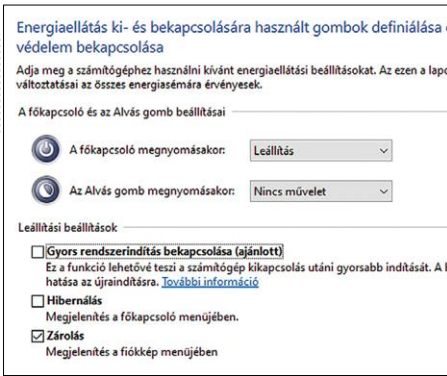 Energiaellátás ki- és bekapcsolására használt gombok definiálása
védelem bekapcsolása
Adja meg a számítógéphez használni kívánt energiaellátási beállításokat. Az ezen a
változtatásai az összes energiasémára érvényesek.
A főkapcsoló és az Alvás gomb beállításai
A főkapcsoló megnyomásakor: Leállítás
Az Alvás gomb megnyomásakor: Nincs művelet
Leállítási beállítások
Gyors rendszerindítás bekapcsolása (ajánlott)
Ez a funkció lehetővé teszi a számítógép kikapcsolás utáni gyorsabb indítását. A
hatása az újraindításra. További információ
Hibernálás
Megjelenítés a főkapcsoló menüjében.
Zárolás
Megjelenítés a fiókkép menüjében